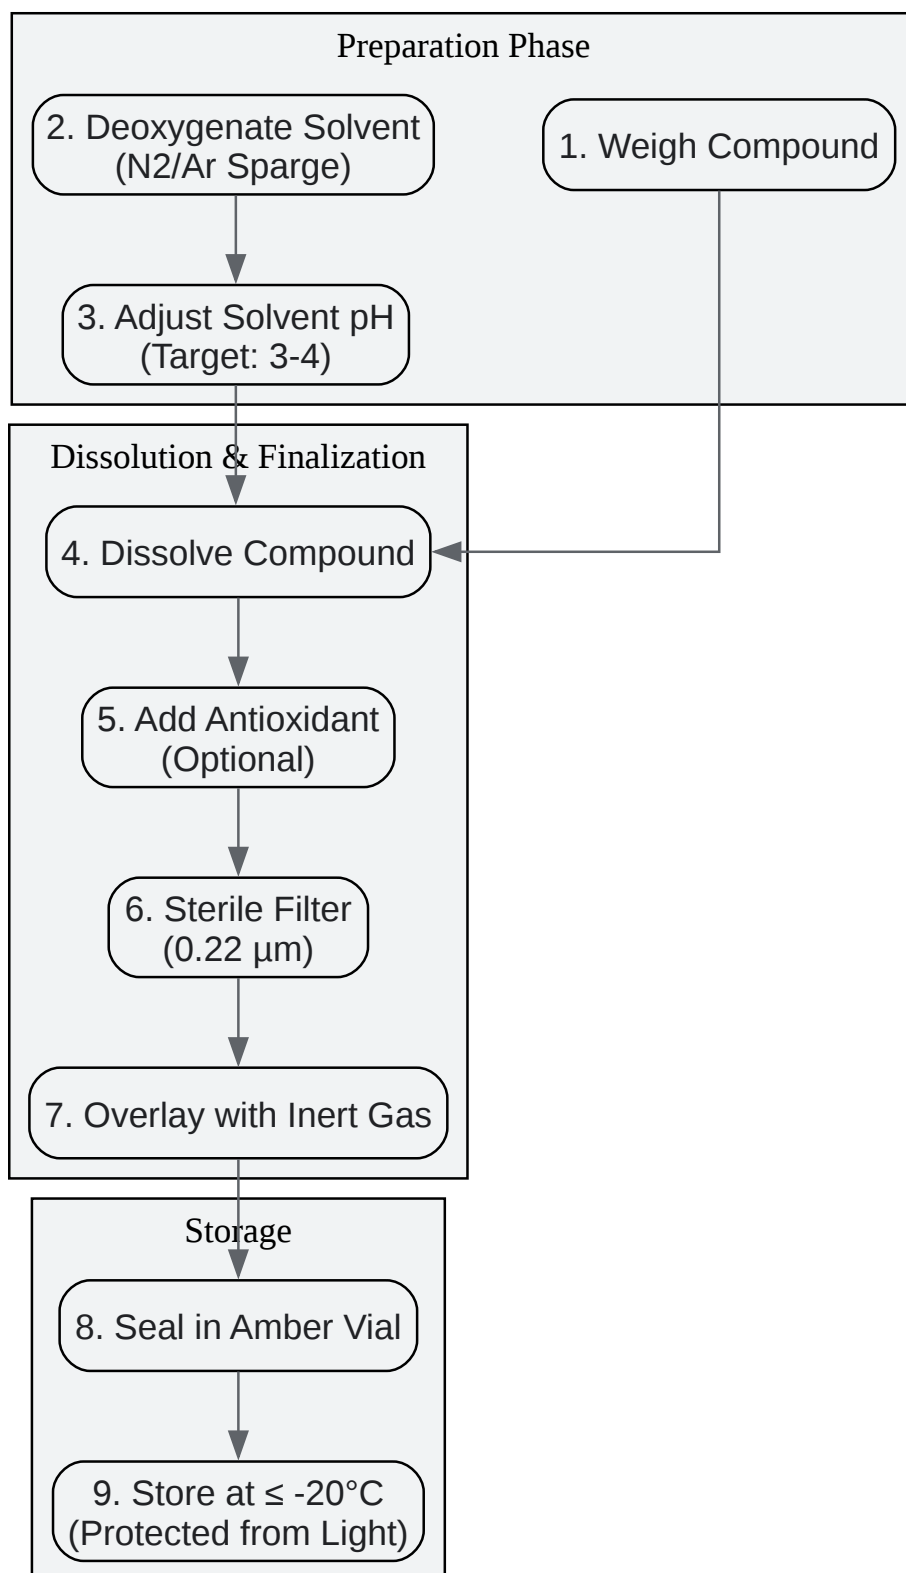 Preparation Phase
2. Deoxygenate Solvent
(N2/Ar Sparge)
1. Weigh Compound
3. Adjust Solvent pH
(Target: 3-4)
Dissolution & Finalization
4. Dissolve Compound
5. Add Antioxidant
(Optional)
6. Sterile Filter
(0.22 µm)
7. Overlay with Inert Gas
Storage
8. Seal in Amber Vial
9. Store at ≤ -20°C
(Protected from Light)